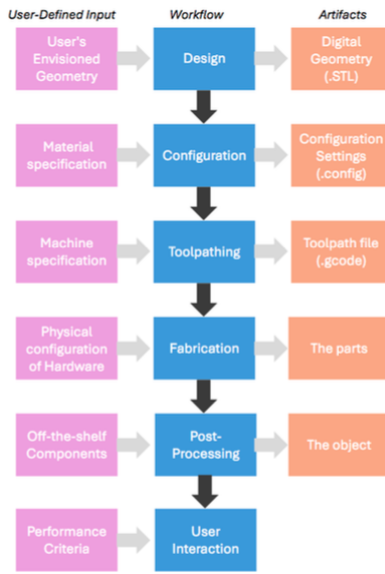 User-Defined Input Workflow Artifacts
User's
Envisioned
Geometry
Design
Digital
Geometry
(.STL)
Material
specification
Configuration
Configuration
Settings
(.config)
Machine
specification
Toolpathing
Toolpath file
(.gcode)
Physical
configuration
of Hardware
Fabrication
The parts
Off-the-shelf
Components
Post-
Processing
The object
Performance
Criteria
User
Interaction